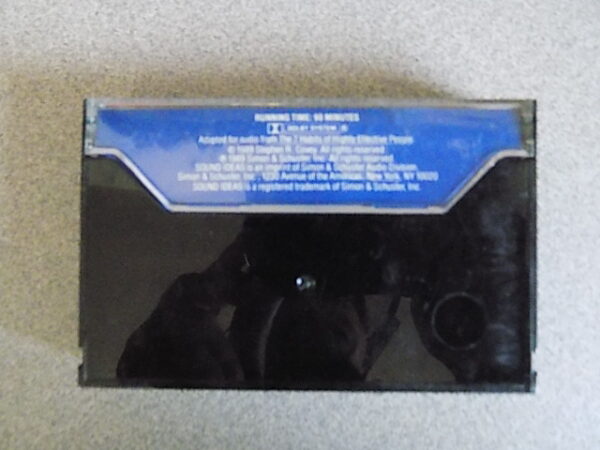 RUNNING TIME: 90 MINUTES
DOLBY SYSTEM ®
Adapted for audio from The 7 Habits of Highly Effective People
© 1989 Stephen R. Covey. All rights reserved.
℗ 1989 Simon & Schuster, Inc. All rights reserved.
SOUND IDEAS is an imprint of Simon & Schuster Audio Division,
Simon & Schuster, Inc., 1230 Avenue of the Americas, New York, NY 10020
SOUND IDEAS is a registered trademark of Simon & Schuster, Inc.